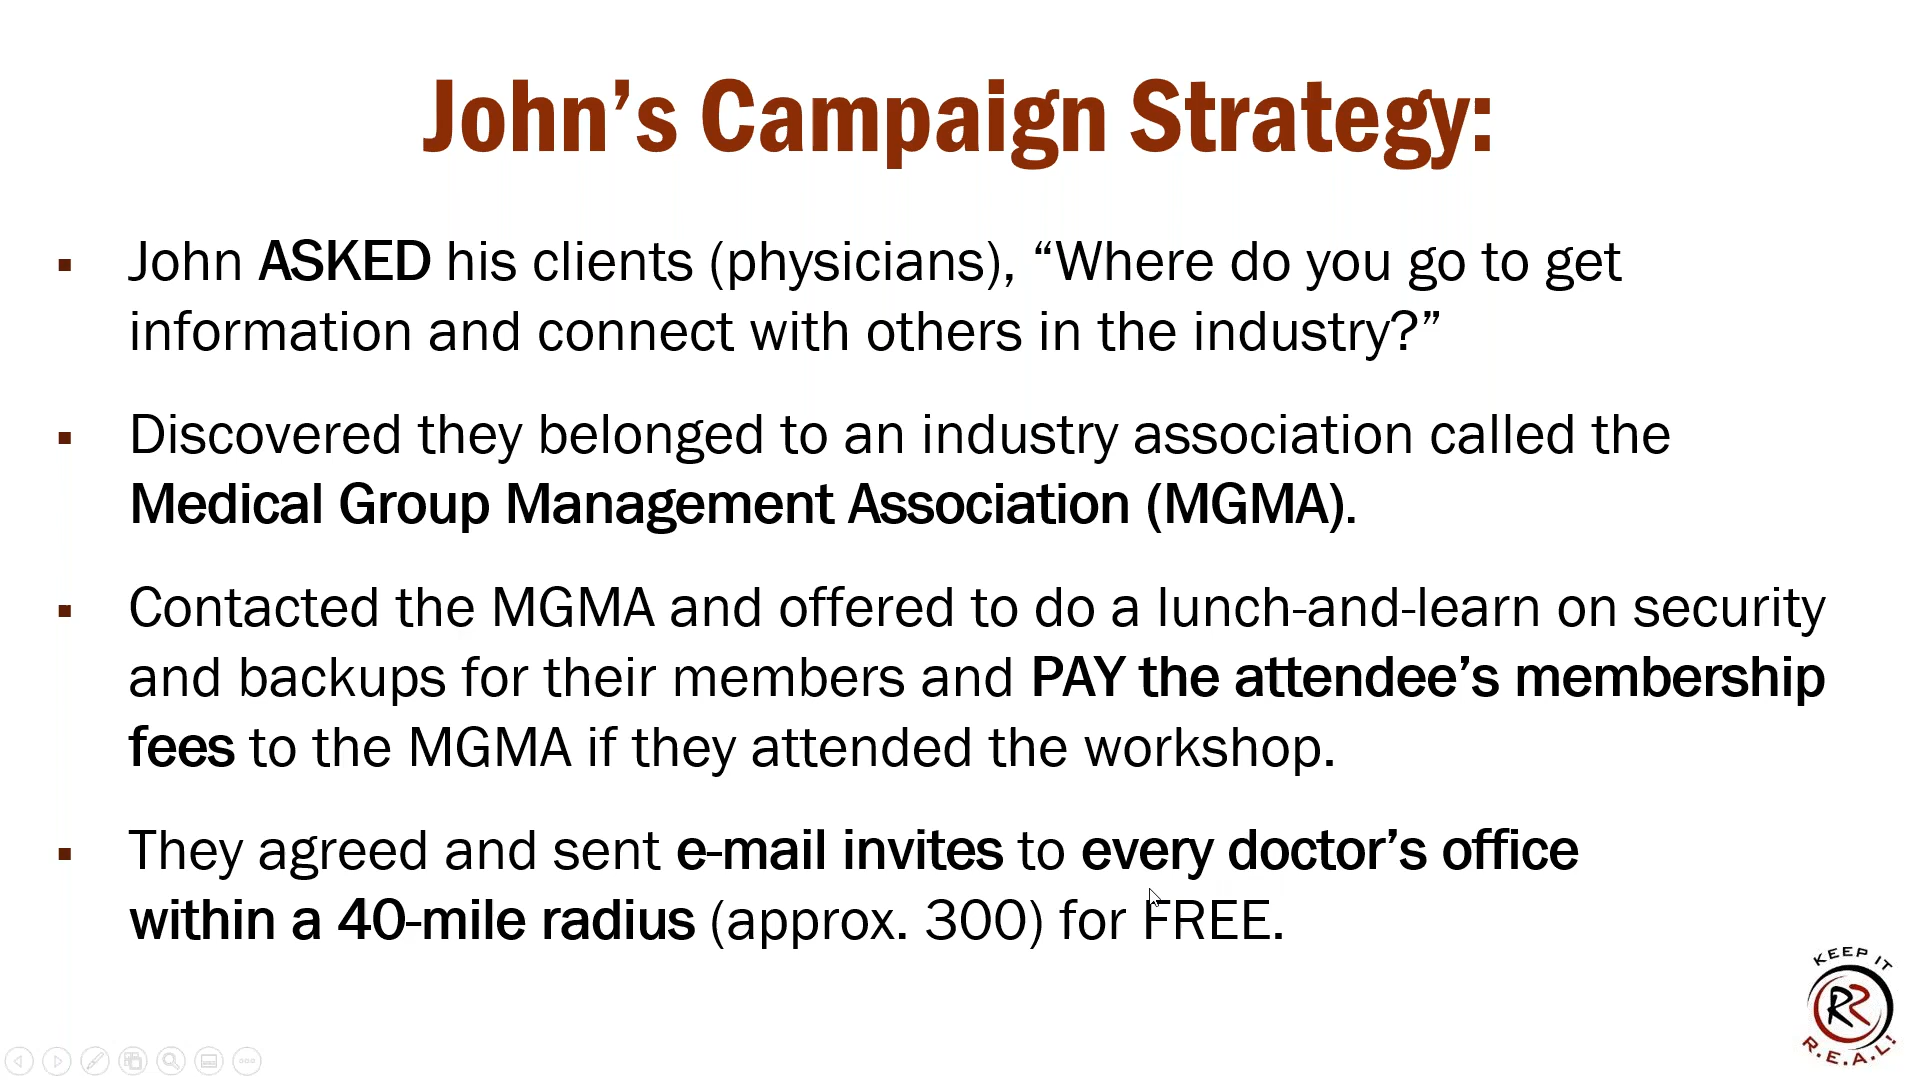 John’s Campaign Strategy:
▪ John ASKED his clients (physicians), “Where do you go to get
information and connect with others in the industry?”
▪ Discovered they belonged to an industry association called the
Medical Group Management Association (MGMA).
▪ Contacted the MGMA and offered to do a lunch-and-learn on security
and backups for their members and PAY the attendee’s membership
fees to the MGMA if they attended the workshop.
▪ They agreed and sent e-mail invites to every doctor’s office
within a 40-mile radius (approx. 300) for FREE.
KEEP IT
RR
R.E.A.L!